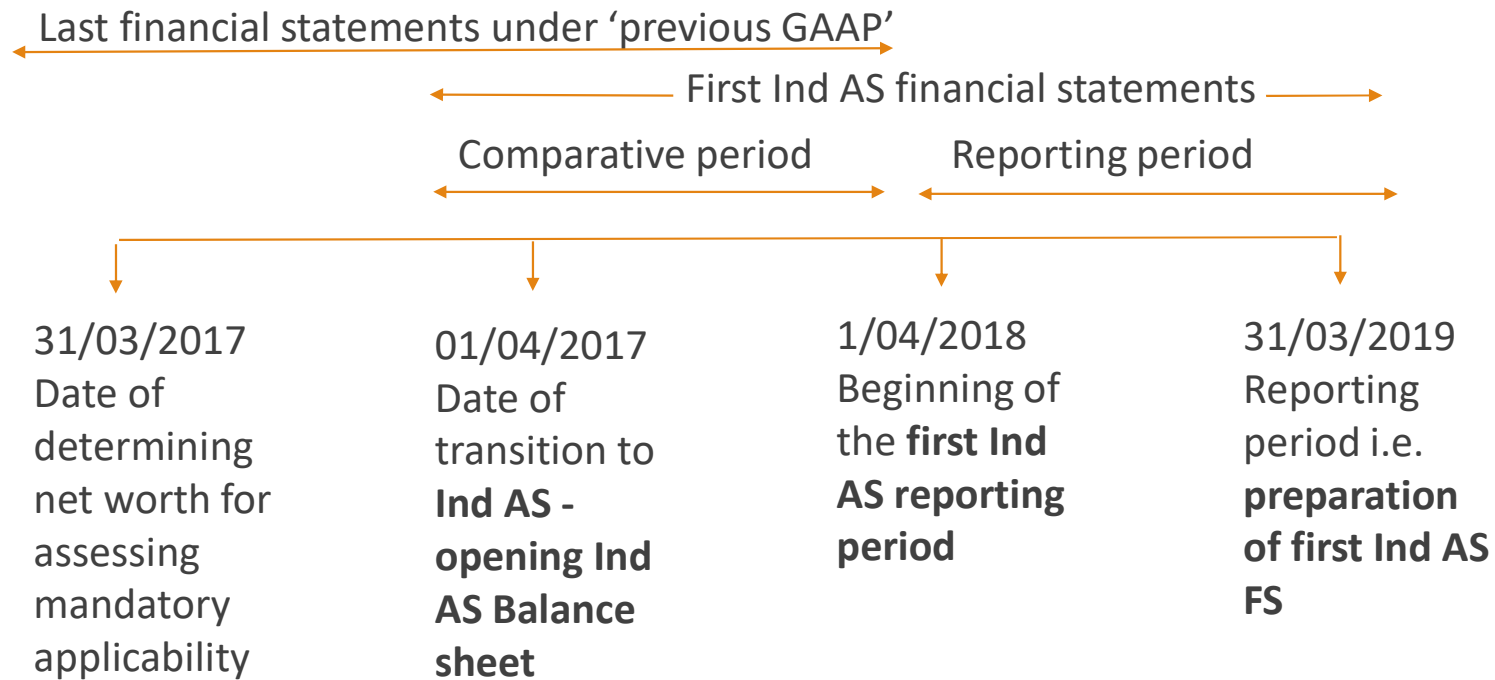 Last financial statements under ‘previous GAAP’
First Ind AS financial statements
Comparative period
Reporting period
31/03/2017
Date of
determining
net worth for
assessing
mandatory
applicability
01/04/2017
Date of
transition to
Ind AS -
opening Ind
AS Balance
sheet
1/04/2018
Beginning of
the first Ind
AS reporting
period
31/03/2019
Reporting
period i.e.
preparation
of first Ind AS
FS